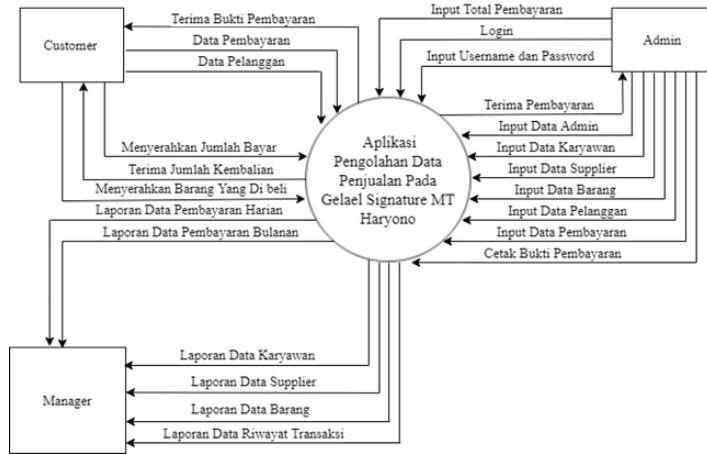 Terima Bukti Pembayaran
Customer
Data Pembayaran
Data Pelanggan
Menyerahkan Jumlah Bayar
Terima Jumlah Kembalian
Menyerahkan Barang Yang Di beli
Laporan Data Pembayaran Harian
Laporan Data Pembayaran Bulanan
Input Total Pembayaran
Login
Admin
Input Username dan Password
Terima Pembayaran
Input Data Admin
Input Data Karyawan
Input Data Supplier
Input Data Barang
Input Data Pelanggan
Input Data Pembayaran
Cetak Bukti Pembayaran
Aplikasi
Pengolahan Data
Penjualan Pada
Gelael Signature MT
Haryono
Manager
Laporan Data Karyawan
Laporan Data Supplier
Laporan Data Barang
Laporan Data Riwayat Transaksi